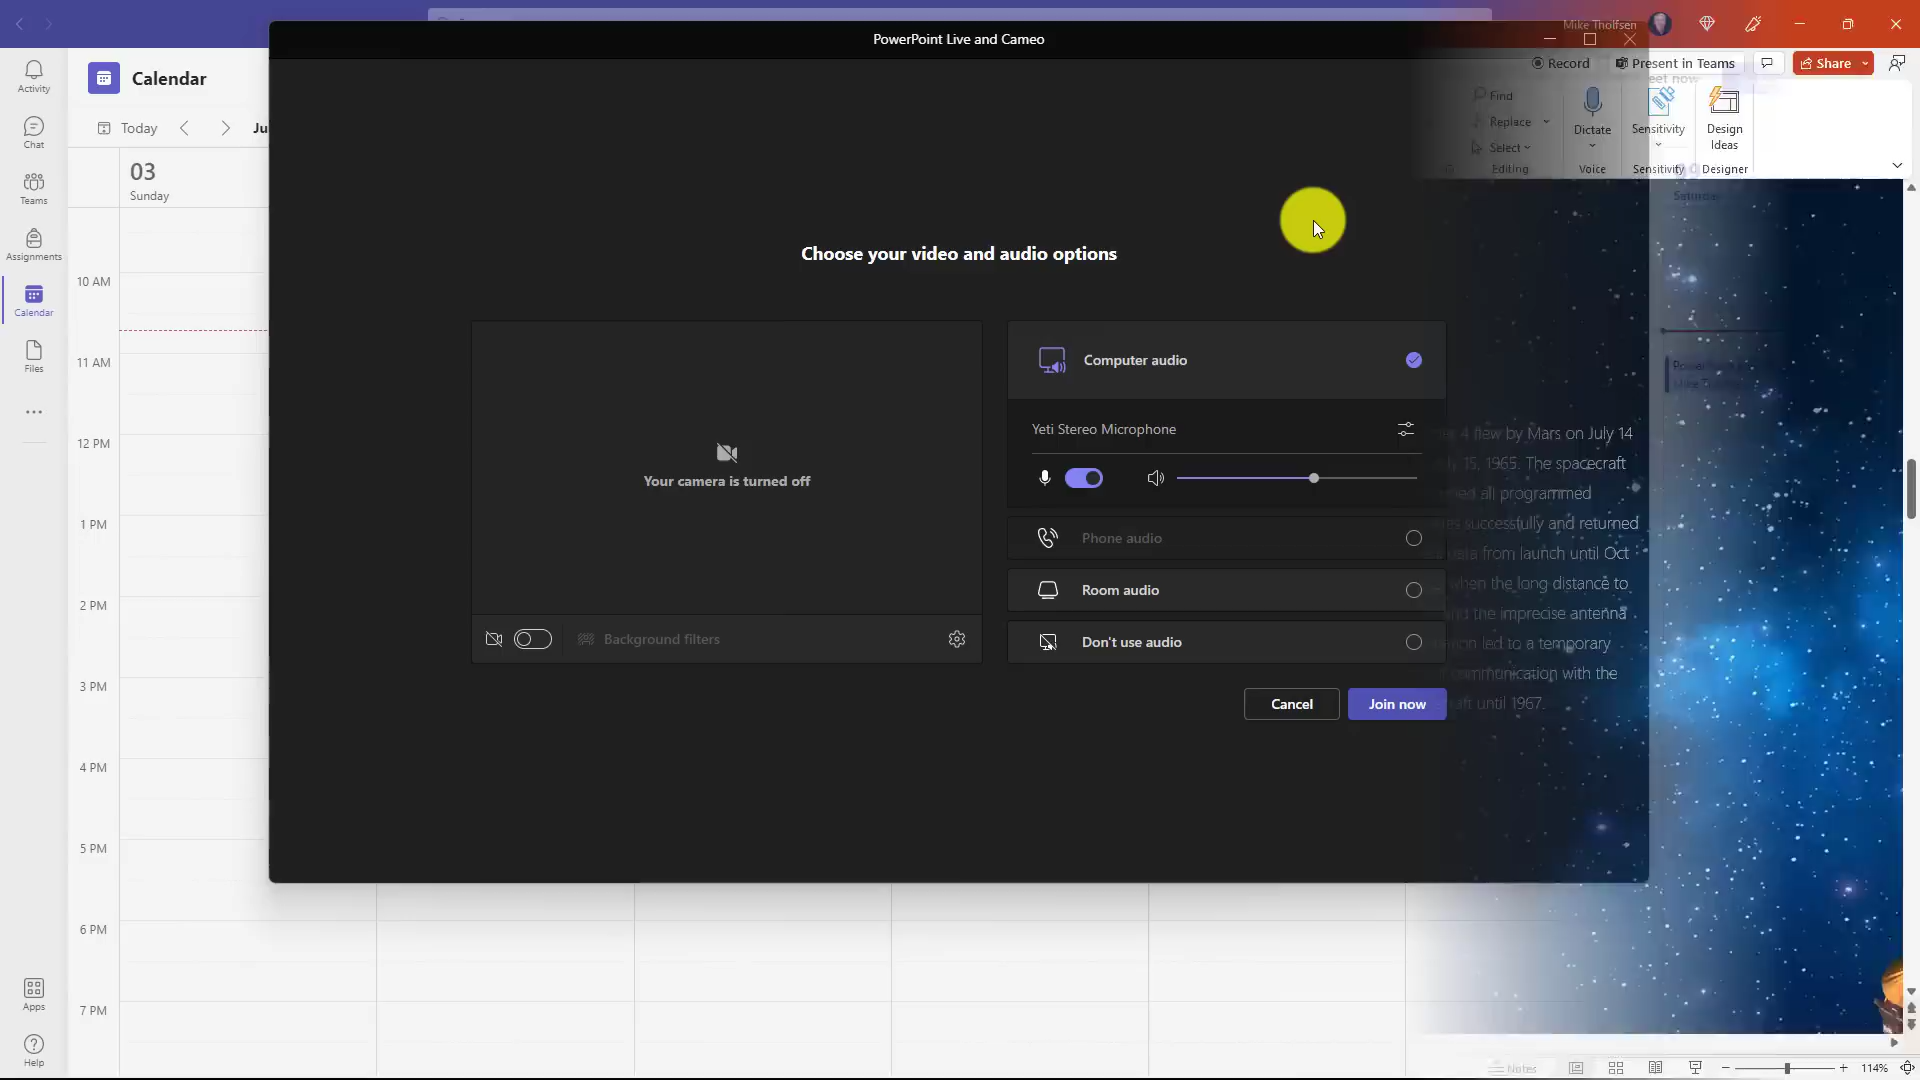 PowerPoint Live and Cameo
Mike Tholfsen
Activity
Chat
Teams
Assignments
Calendar
Files
Apps
Help
Calendar
Today
Ju
03
Sunday
10 AM
11 AM
12 PM
1 PM
2 PM
3 PM
4 PM
5 PM
6 PM
7 PM
Choose your video and audio options
Your camera is turned off
Background filters
Computer audio
Yeti Stereo Microphone
Phone audio
Room audio
Don't use audio
Cancel
Join now
Record
Present in Teams
Share
eet now
Find
Replace
Select
Editing
Dictate
Voice
Sensitivity
Sensitivity
Design
Ideas
Designer
Saturday
4 flew by Mars on July 14
15, 1965. The spacecraft
all programmed
successfully and returned
data from launch until Oct
when the long distance to
and the imprecise antenna
led to a temporary
communication with the
until 1967.
Notes
114%